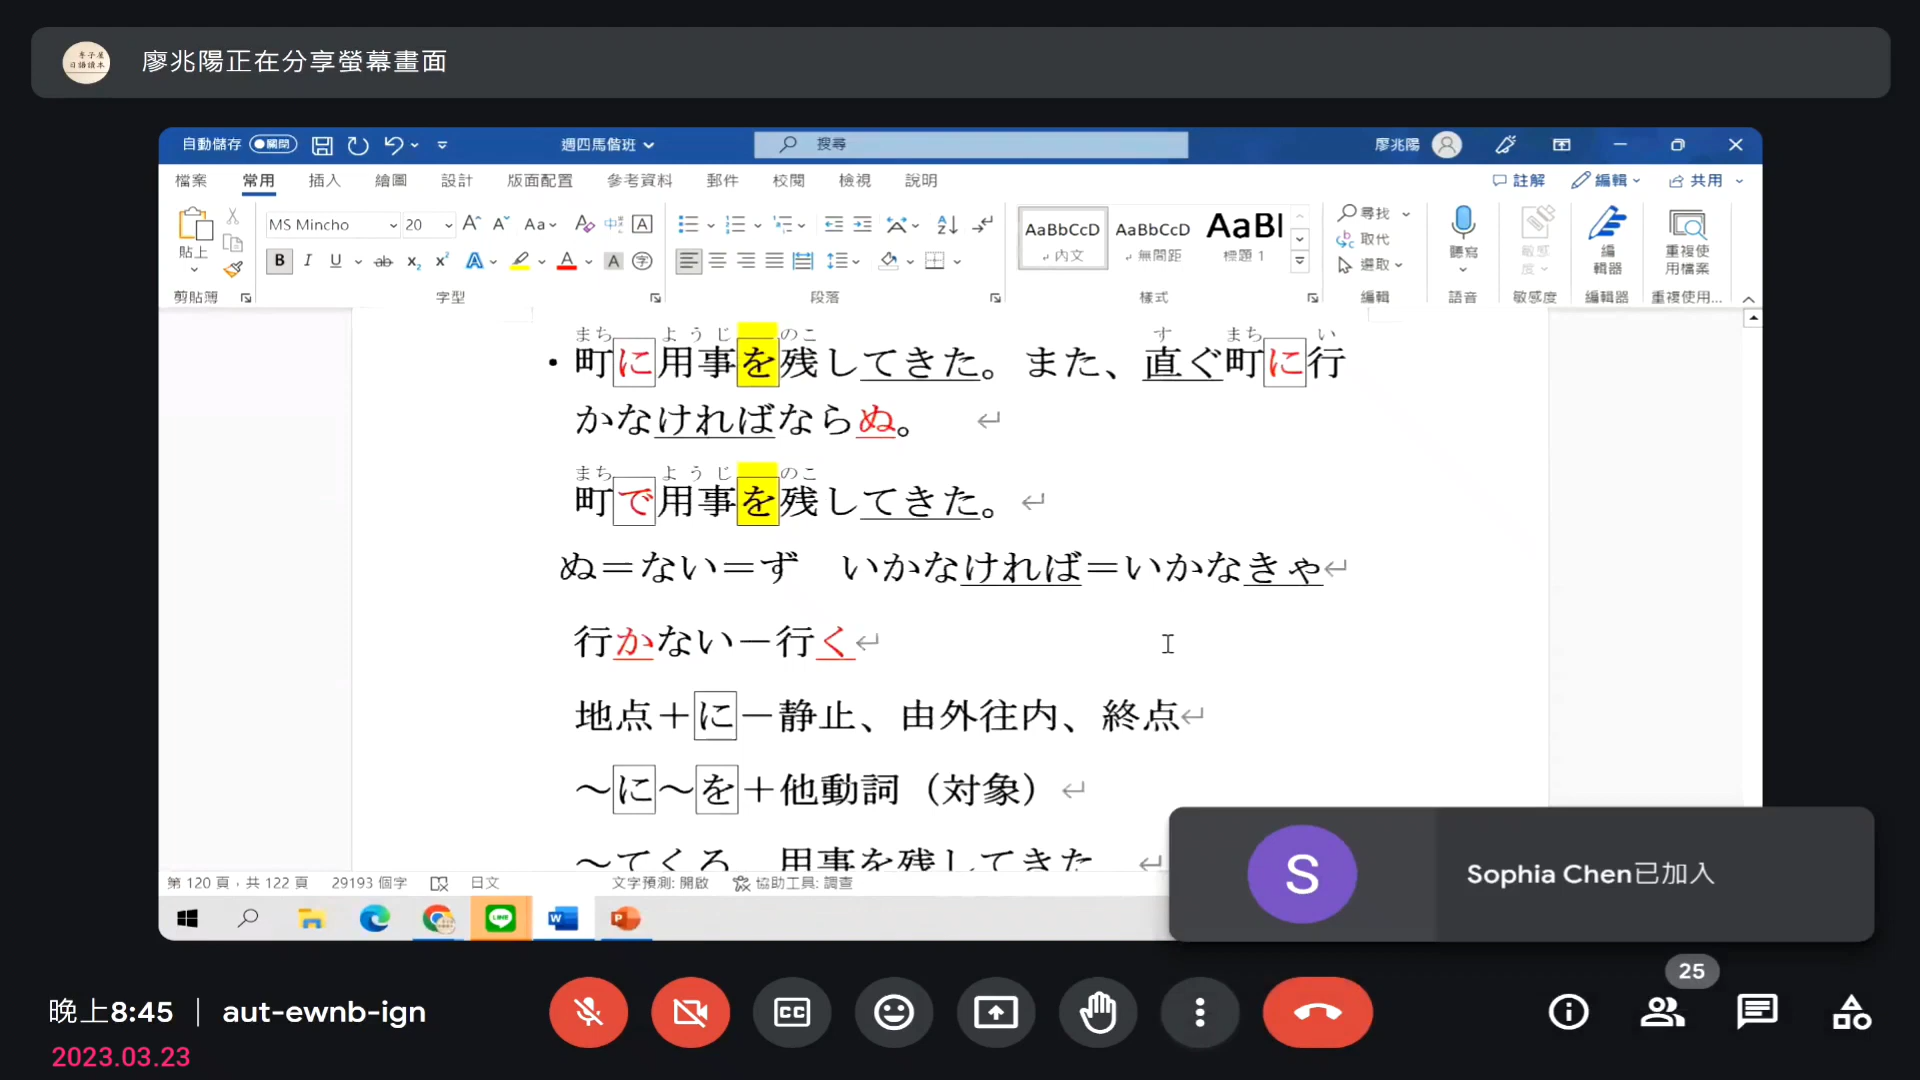 廖兆陽正在分享螢幕畫面
自動儲存 關閉 週四馬偕班 搜尋 廖兆陽
檔案 常用 插入 繪圖 設計 版面配置 參考資料 郵件 校閱 檢視 說明 註解 編輯 共用
MS Mincho 20
貼上
AaBbCcD AaBbCcD AaBl
內文 無間距 標題 1
尋找
取代
選取
聽寫
敏感度
編輯器
重複使用檔案
剪貼簿 字型 段落 樣式 編輯 語音 敏感度 編輯器 重複使用...
まち ようじ のこ す まち い
・町に用事を残してきた。また、直ぐ町に行
かなければならぬ。
まち ようじ のこ
町で用事を残してきた。
ぬ＝ない＝ず いかなければ＝いかなきゃ
行かない－行く
地点＋に－静止、由外往内、終点
～に～を＋他動詞（対象）
～てくる 用事を残してきた
第 120 頁，共 122 頁 29193 個字 日文 文字預測: 開啟 協助工具: 調查
S Sophia Chen已加入
晚上8:45 | aut-ewnb-ign
25
2023.03.23